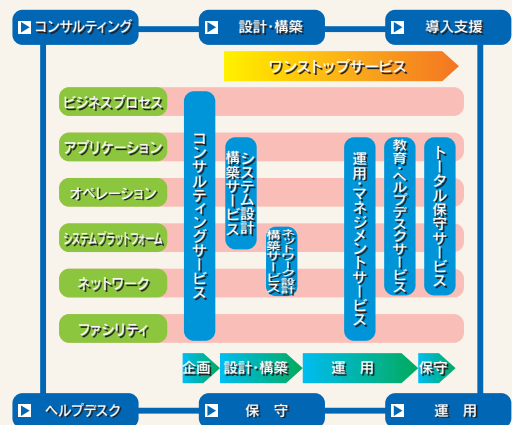 コンサルティング
設計・構築
導入支援
ワンストップサービス
ビジネスプロセス
アプリケーション
オペレーション
システムプラットフォーム
ネットワーク
ファシリティ
コンサルティングサービス
システム設計
構築サービス
ネットワーク設計
構築サービス
運用・マネジメントサービス
教育・ヘルプデスクサービス
トータル保守サービス
企画
設計・構築
運 用
保守
ヘルプデスク
保 守
運 用